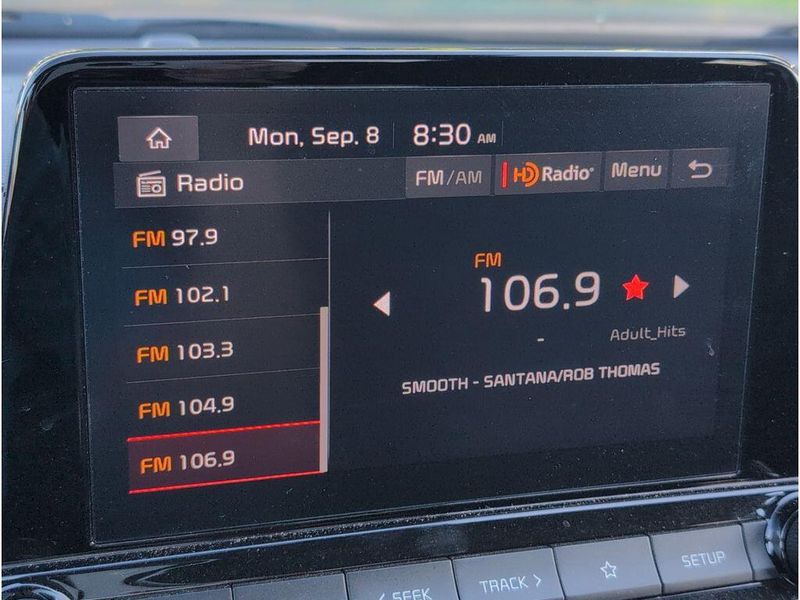 Mon, Sep. 8 8:30 AM
Radio FM/AM HD Radio® Menu
FM 97.9
FM 102.1
FM 103.3
FM 104.9
FM 106.9
FM
106.9
-
Adult_Hits
SMOOTH - SANTANA/ROB THOMAS
< SEEK TRACK > SETUP